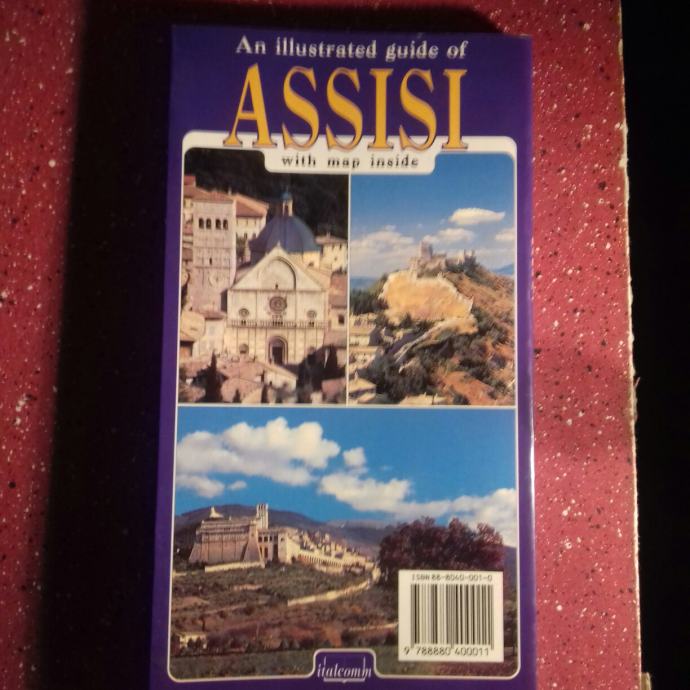 An illustrated guide of
ASSISI
with map inside
ISBN 88-8040-001-0
9 788880 400011
italcomm